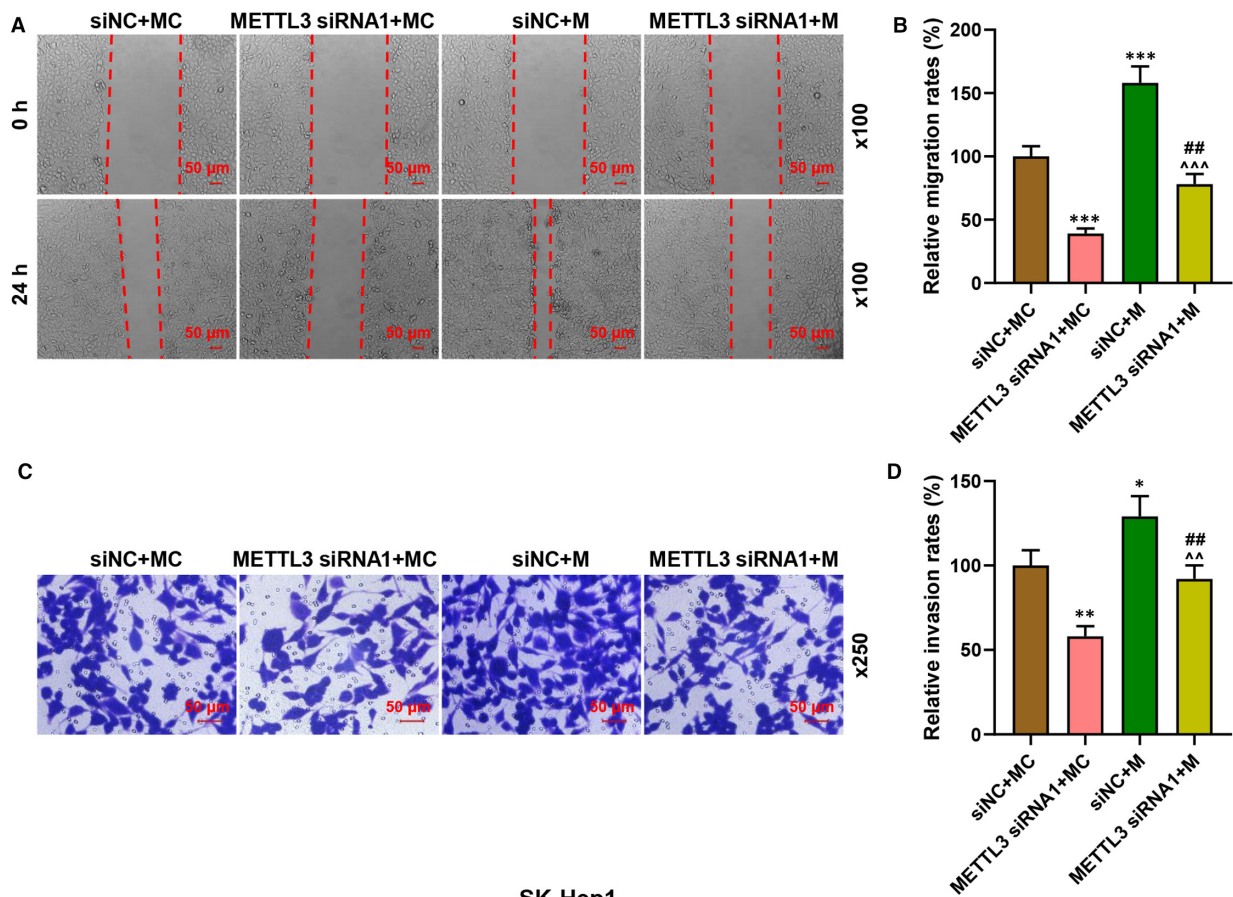 A
siNC+MC
METTL3 siRNA1+MC
siNC+M
METTL3 siRNA1+M
0 h
50 µm
50 µm
50 µm
50 µm
x100
24 h
50 µm
50 µm
50 µm
50 µm
x100
B
Relative migration rates (%)
200
150
100
50
0
***
***
##
^^^
siNC+MC
METTL3 siRNA1+MC
siNC+M
METTL3 siRNA1+M
C
siNC+MC
METTL3 siRNA1+MC
siNC+M
METTL3 siRNA1+M
50 µm
50 µm
50 µm
50 µm
x250
D
Relative invasion rates (%)
150
100
50
0
**
*
##
^^
siNC+MC
METTL3 siRNA1+MC
siNC+M
METTL3 siRNA1+M